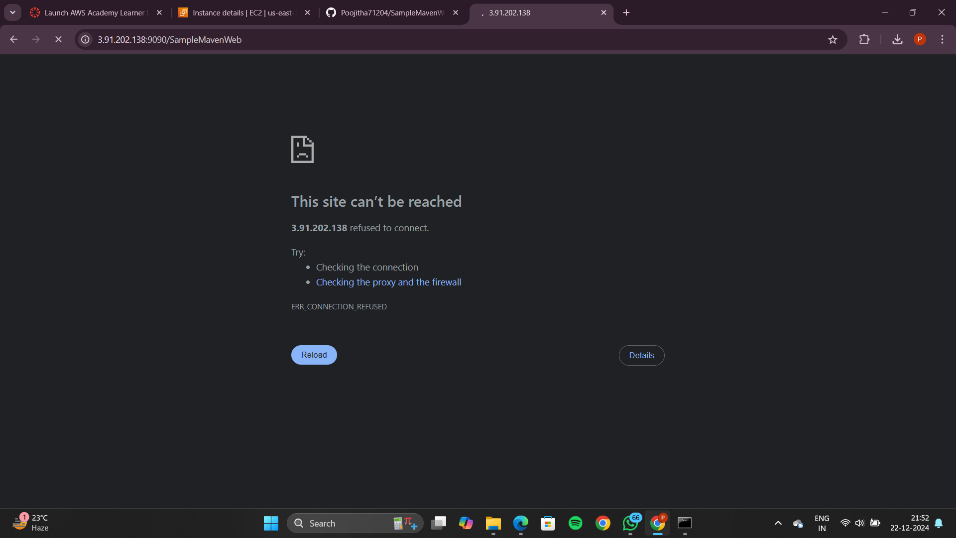 Launch AWS Academy Learner
Instance details | EC2 | us-east-
Poojitha71204/SampleMavenW
3.91.202.138
3.91.202.138:9090/SampleMavenWeb
P
This site can't be reached
3.91.202.138 refused to connect.
Try:
• Checking the connection
• Checking the proxy and the firewall
ERR_CONNECTION_REFUSED
Reload
Details
1
23°C
Haze
Search
66
P
ENG
IN
21:52
22-12-2024